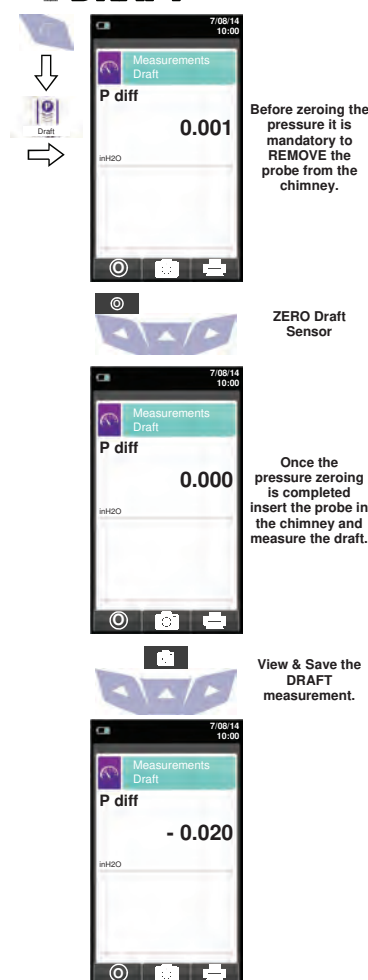 7/08/14
10:00
Measurements
Draft
P diff
0.001
inH2O
P
Draft
Before zeroing the
pressure it is
mandatory to
REMOVE the
probe from the
chimney.
ZERO Draft
Sensor
7/08/14
10:00
Measurements
Draft
P diff
0.000
inH2O
Once the
pressure zeroing
is completed
insert the probe in
the chimney and
measure the draft.
View & Save the
DRAFT
measurement.
7/08/14
10:00
Measurements
Draft
P diff
- 0.020
inH2O